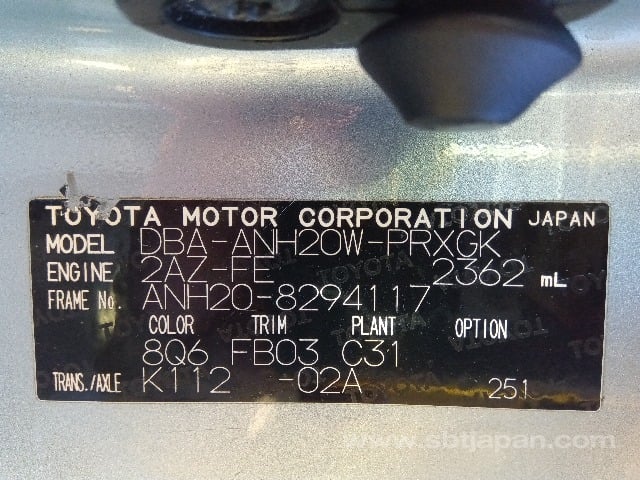 TOYOTA MOTOR CORPORATION JAPAN
MODEL DBA-ANH20W-PRXGK
ENGINE 2AZ-FE 2362 mL
FRAME No. ANH20-8294117
COLOR TRIM PLANT OPTION
8Q6 FB03 C31
TRANS./AXLE K112 -02A 251
www.sbtjapan.com